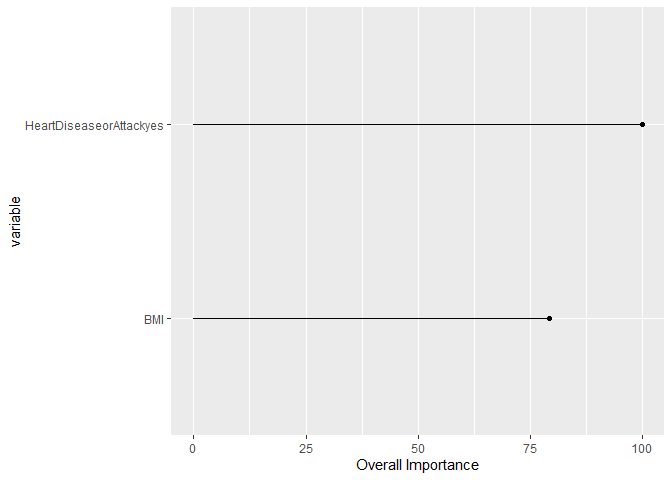 HeartDiseaseorAttackyes
variable
BMI
0 25 50 75 100
Overall Importance